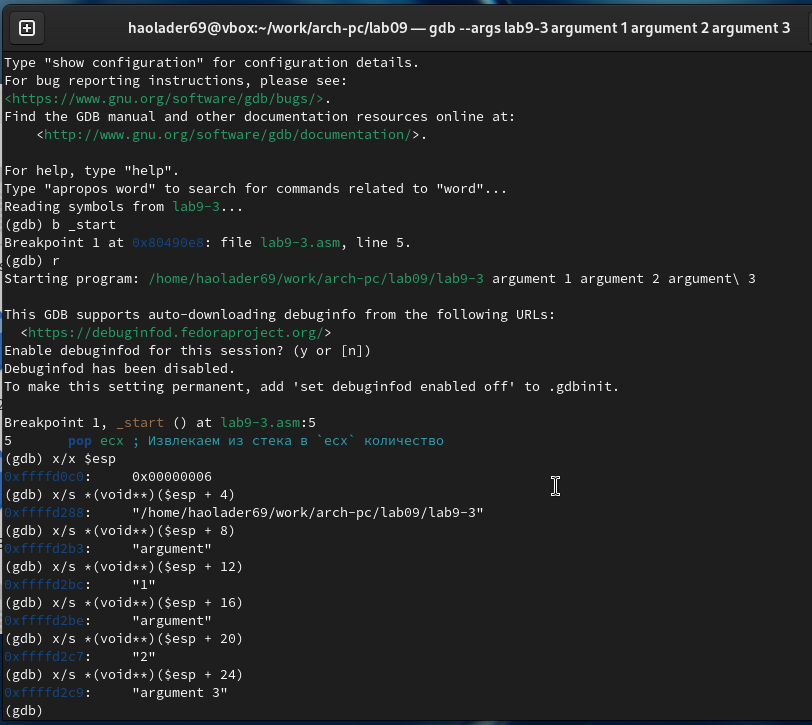 haolader69@vbox:~/work/arch-pc/lab09 — gdb --args lab9-3 argument 1 argument 2 argument 3
Type "show configuration" for configuration details.
For bug reporting instructions, please see:
<https://www.gnu.org/software/gdb/bugs/>.
Find the GDB manual and other documentation resources online at:
    <http://www.gnu.org/software/gdb/documentation/>.

For help, type "help".
Type "apropos word" to search for commands related to "word"...
Reading symbols from lab9-3...
(gdb) b _start
Breakpoint 1 at 0x80490e8: file lab9-3.asm, line 5.
(gdb) r
Starting program: /home/haolader69/work/arch-pc/lab09/lab9-3 argument 1 argument 2 argument\ 3

This GDB supports auto-downloading debuginfo from the following URLs:
  <https://debuginfod.fedoraproject.org/>
Enable debuginfod for this session? (y or [n])
Debuginfod has been disabled.
To make this setting permanent, add 'set debuginfod enabled off' to .gdbinit.

Breakpoint 1, _start () at lab9-3.asm:5
5       pop ecx ; Извлекаем из стека в `ecx` количество
(gdb) x/x $esp
0xffffd0c0:     0x00000006
(gdb) x/s *(void**)($esp + 4)
0xffffd288:     "/home/haolader69/work/arch-pc/lab09/lab9-3"
(gdb) x/s *(void**)($esp + 8)
0xffffd2b3:     "argument"
(gdb) x/s *(void**)($esp + 12)
0xffffd2bc:     "1"
(gdb) x/s *(void**)($esp + 16)
0xffffd2be:     "argument"
(gdb) x/s *(void**)($esp + 20)
0xffffd2c7:     "2"
(gdb) x/s *(void**)($esp + 24)
0xffffd2c9:     "argument 3"
(gdb)